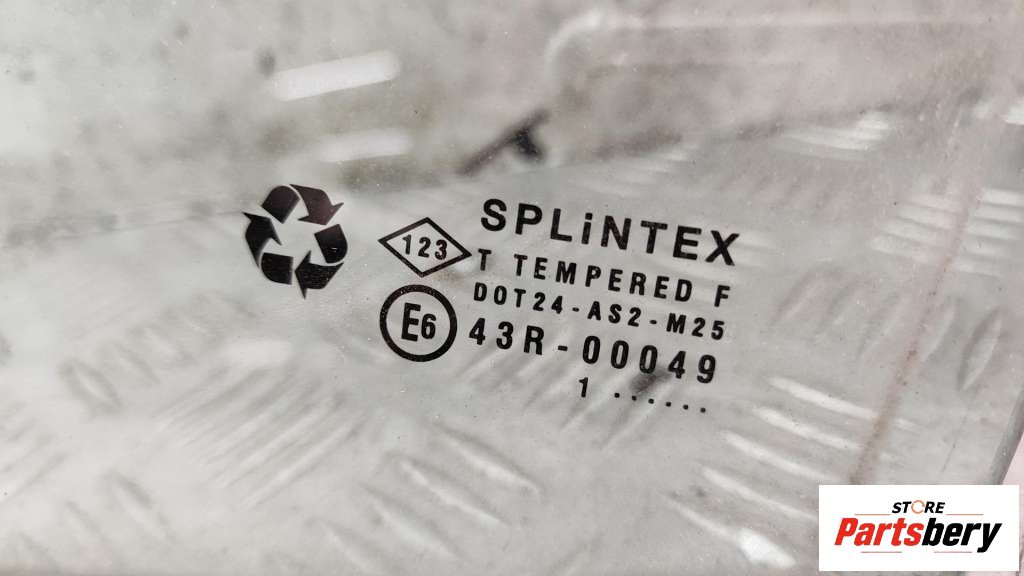 SPLiNTEX
123
T TEMPERED F
DOT24-AS2-M25
E6
43R-00049
1 ......
STORE
Partsbery